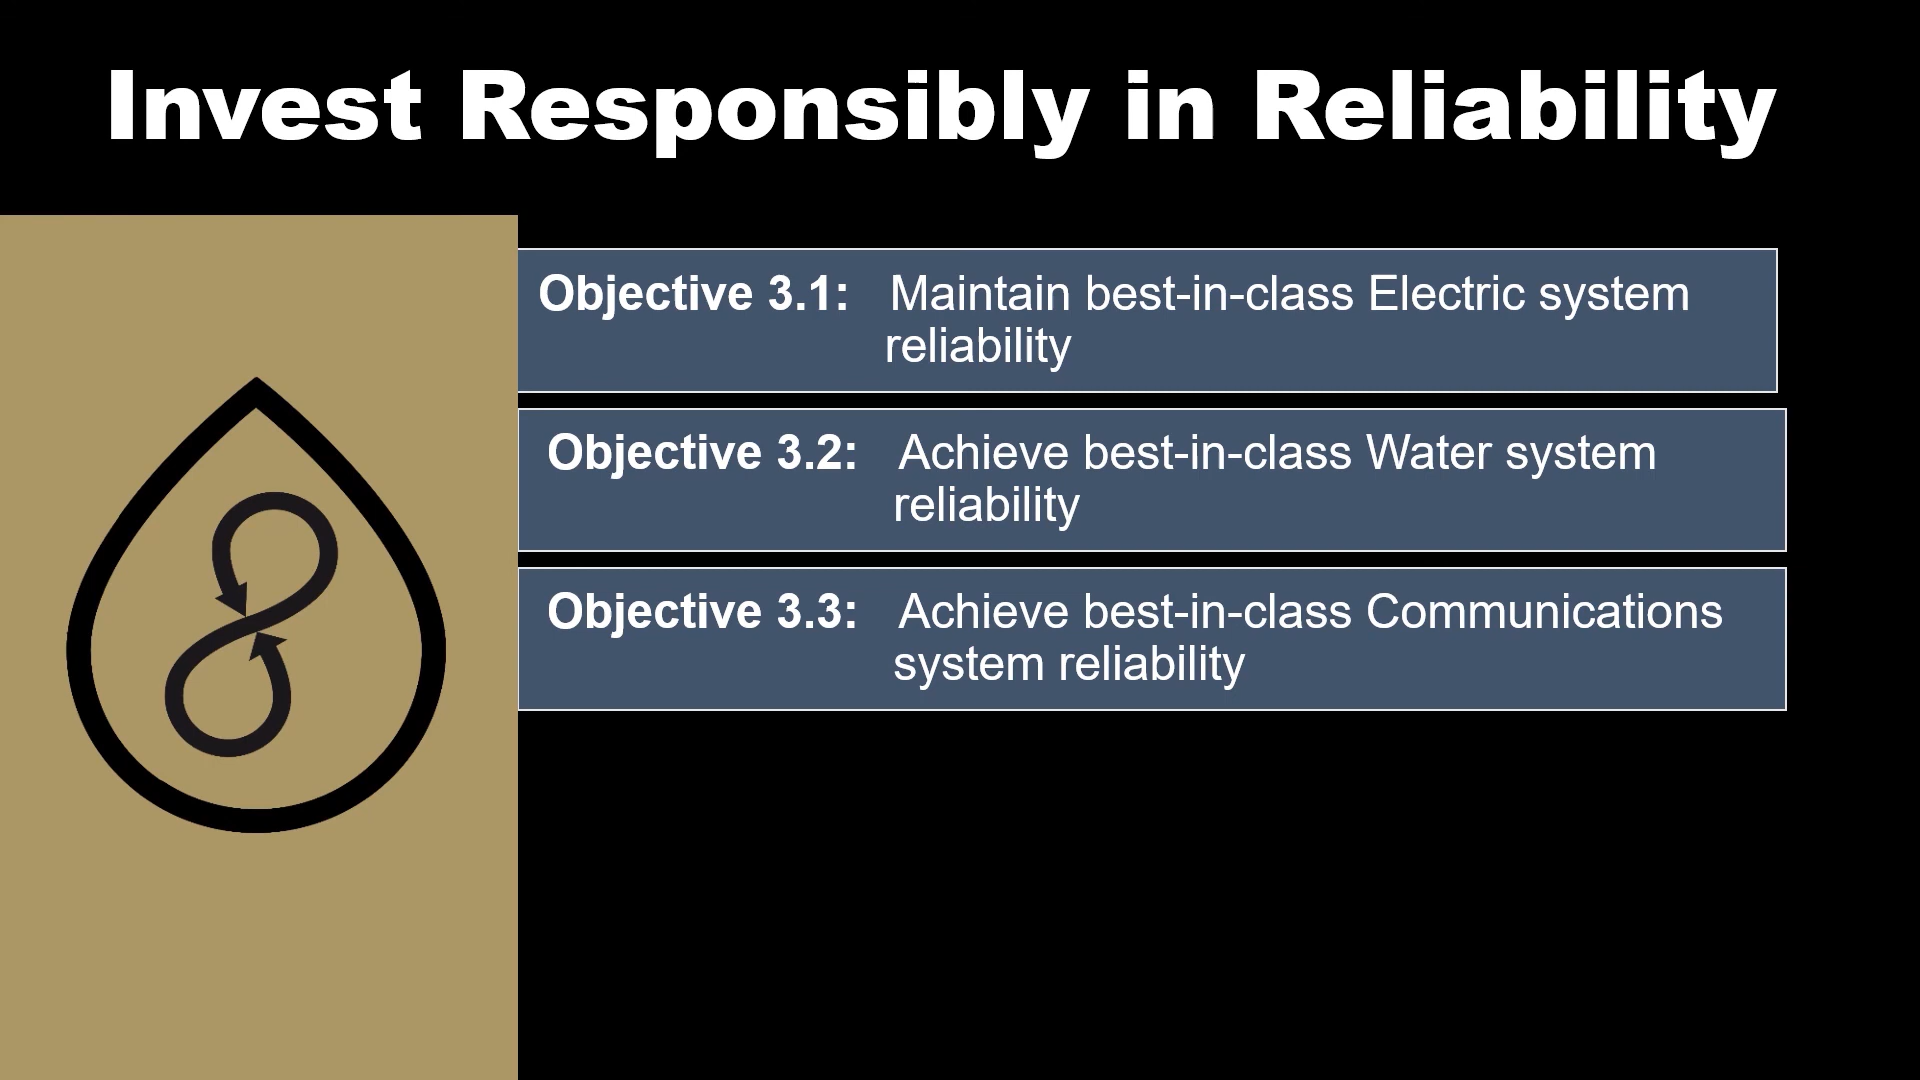 Invest Responsibly in Reliability
Objective 3.1: Maintain best-in-class Electric system
reliability
Objective 3.2: Achieve best-in-class Water system
reliability
Objective 3.3: Achieve best-in-class Communications
system reliability